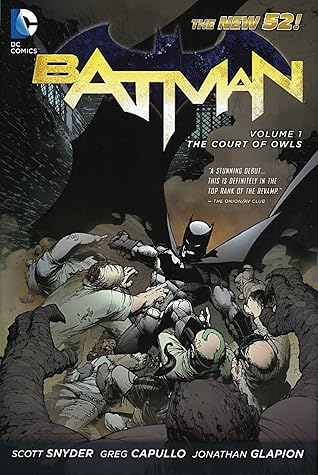 DC
DC COMICS
THE NEW 52!
BATMAN
VOLUME 1
THE COURT OF OWLS
"A STUNNING DEBUT...
THIS IS DEFINITELY IN THE
TOP RANK OF THE REVAMP."
— THE ONION/AV CLUB
SCOTT SNYDER GREG CAPULLO JONATHAN GLAPION